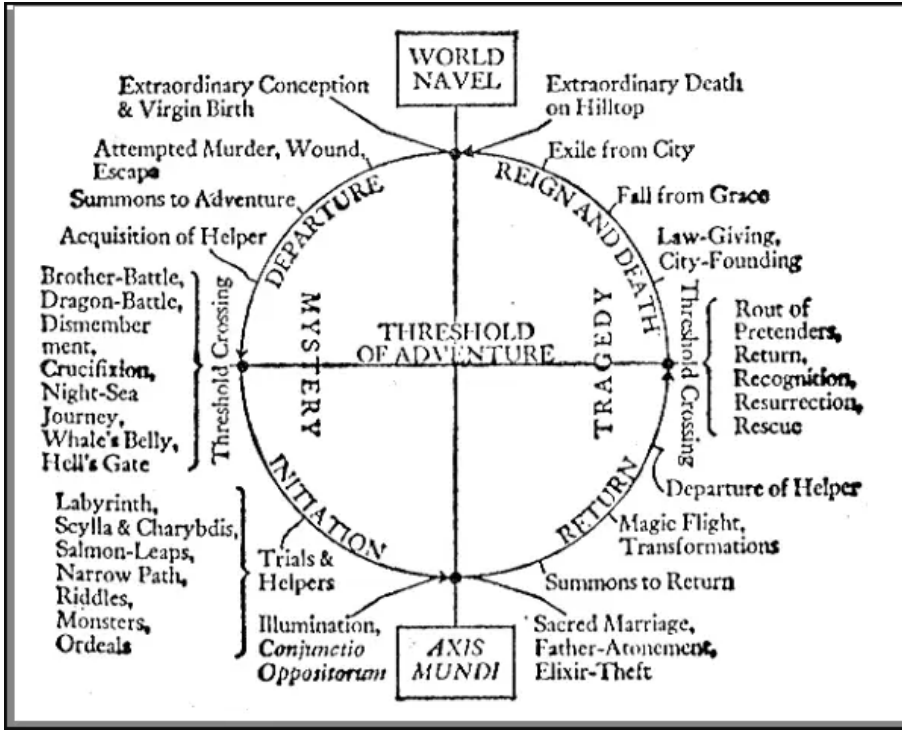 WORLD
NAVEL
Extraordinary Conception
& Virgin Birth
Extraordinary Death
on Hilltop
Attempted Murder, Wound,
Escape
Exile from City
Summons to Adventure
Fall from Grace
Acquisition of Helper
Law-Giving,
City-Founding
DEPARTURE
REIGN AND DEATH
Brother-Battle,
Dragon-Battle,
Dismember
ment,
Crucifixion,
Night-Sea
Journey,
Whale's Belly,
Hell's Gate
Threshold Crossing
MYSTERY
THRESHOLD
OF ADVENTURE
TRAGEDY
Threshold Crossing
Rout of
Pretenders,
Return,
Recognition,
Resurrection,
Rescue
INITIATION
RETURN
Labyrinth,
Scylla & Charybdis,
Salmon-Leaps,
Narrow Path,
Riddles,
Monsters,
Ordeals
Trials &
Helpers
Departure of Helper
Magic Flight,
Transformations
Summons to Return
Illumination,
Conjunctio
Oppositorum
AXIS
MUNDI
Sacred Marriage,
Father-Atonement,
Elixir-Theft